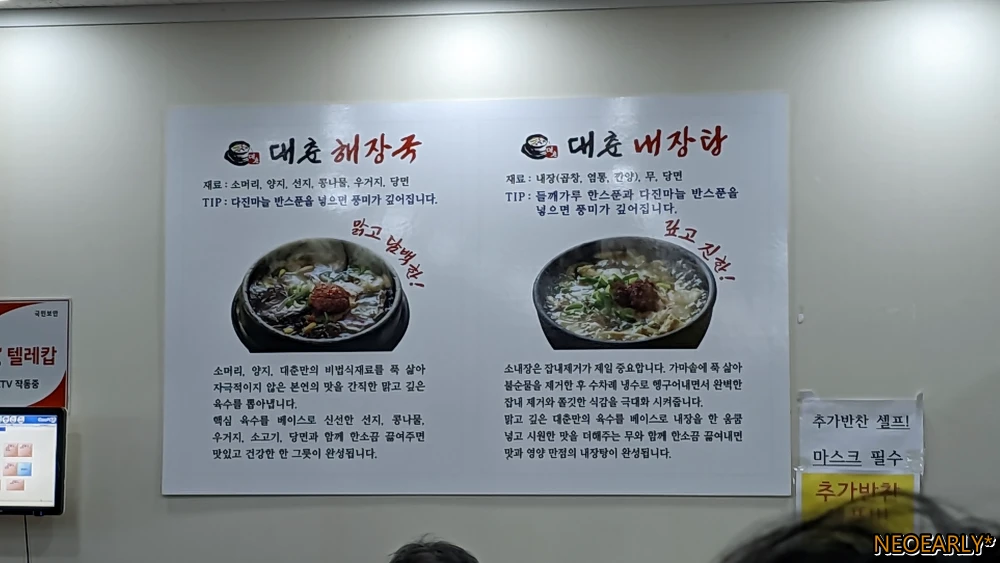 대춘 해장국
재료 : 소머리, 양지, 선지, 콩나물, 우거지, 당면
TIP : 다진마늘 반스푼을 넣으면 풍미가 깊어집니다.
맑고 담백한!
소머리, 양지, 대춘만의 비법식재료를 푹 삶아
자극적이지 않은 본연의 맛을 간직한 맑고 깊은
육수를 뽑아냅니다.
핵심 육수를 베이스로 신선한 선지, 콩나물,
우거지, 소고기, 당면과 함께 한소끔 끓여주면
맛있고 건강한 한 그릇이 완성됩니다.
대춘 내장탕
재료 : 내장(곱창, 염통, 깐양), 무, 당면
TIP : 들깨가루 한스푼과 다진마늘 반스푼을
넣으면 풍미가 깊어집니다.
깊고 진한!
소내장은 잡내제거가 제일 중요합니다. 가마솥에 푹 삶아
불순물을 제거한 후 수차례 냉수로 헹구어내면서 완벽한
잡내 제거와 쫄깃한 식감을 극대화 시켜줍니다.
맑고 깊은 대춘만의 육수를 베이스로 내장을 한 움쿰
넣고 시원한 맛을 더해주는 무와 함께 한소끔 끓여내면
맛과 영양 만점의 내장탕이 완성됩니다.
국민보안
텔레캅
CTV 작동중
추가반찬 셀프!
마스크 필수
추가반찬
NEOEARLY*